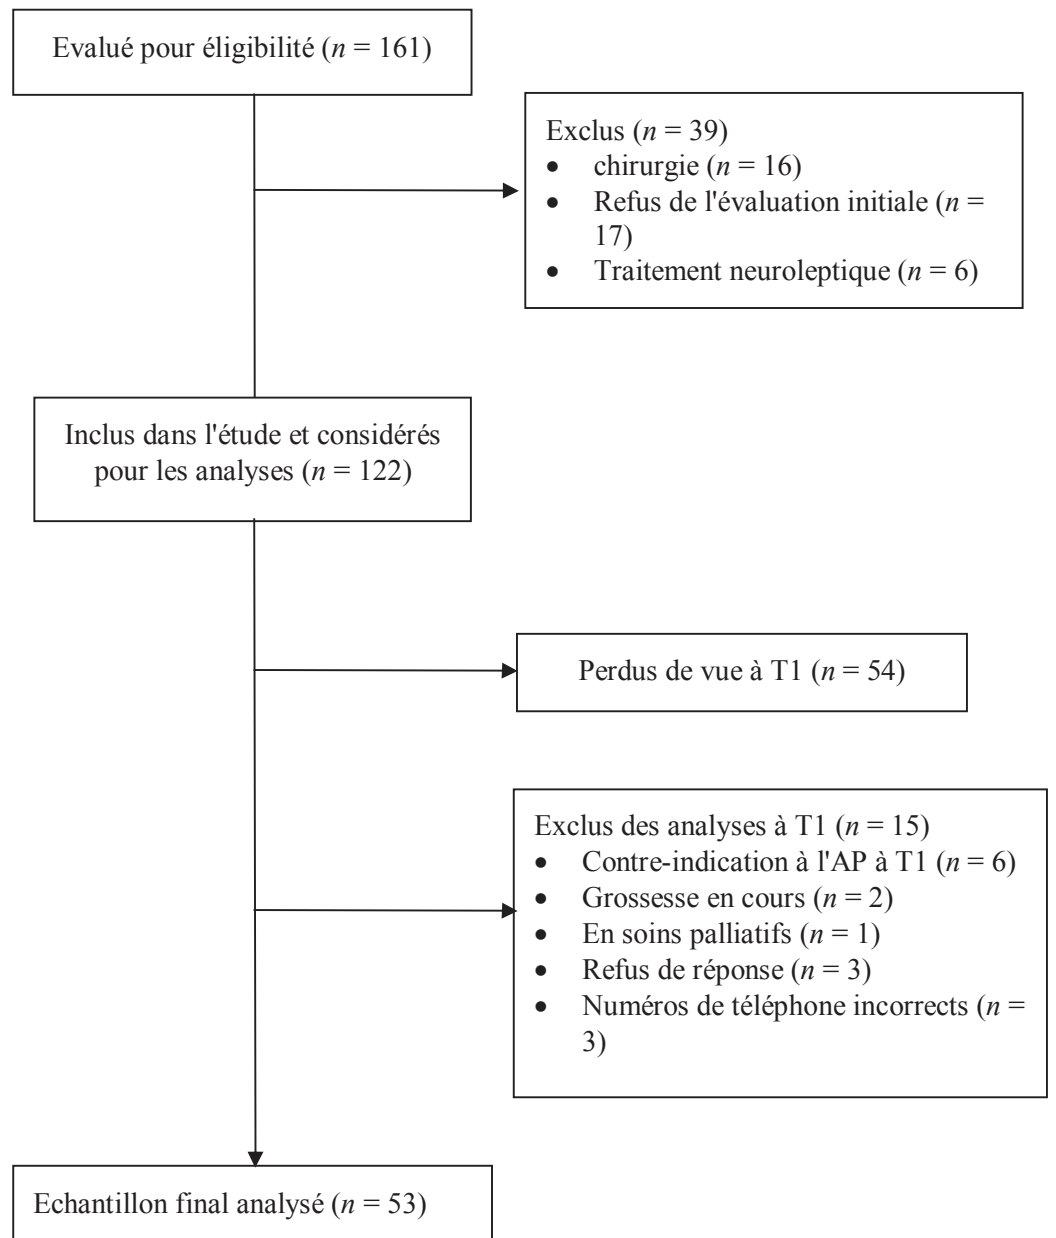 Evalué pour éligibilité (n = 161)
Exclus (n = 39)
• chirurgie (n = 16)
• Refus de l'évaluation initiale (n =
17)
• Traitement neuroleptique (n = 6)
Inclus dans l'étude et considérés
pour les analyses (n = 122)
Perdus de vue à T1 (n = 54)
Exclus des analyses à T1 (n = 15)
• Contre-indication à l'AP à T1 (n = 6)
• Grossesse en cours (n = 2)
• En soins palliatifs (n = 1)
• Refus de réponse (n = 3)
• Numéros de téléphone incorrects (n =
3)
Echantillon final analysé (n = 53)